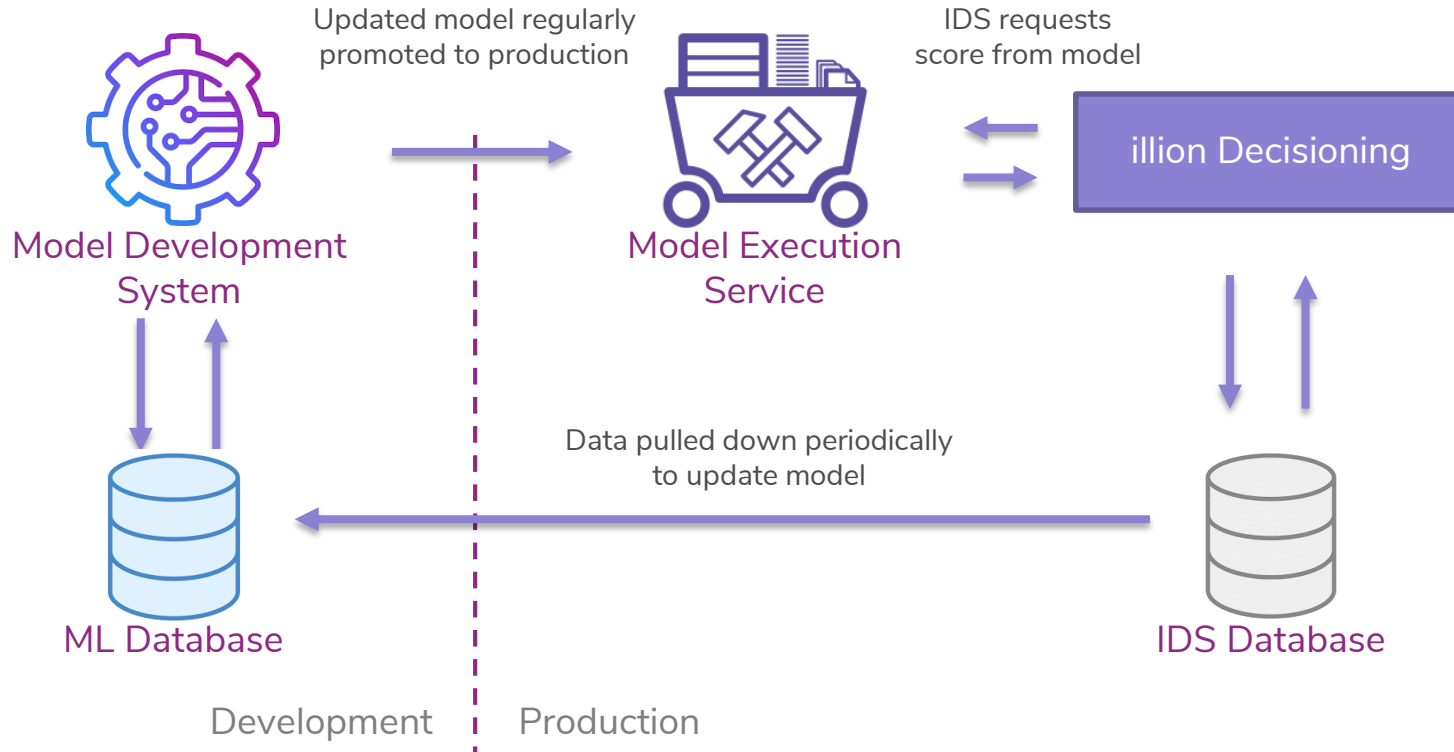 Updated model regularly
promoted to production
IDS requests
score from model
illion Decisioning
Model Development
System
Model Execution
Service
Data pulled down periodically
to update model
ML Database
IDS Database
Development
Production